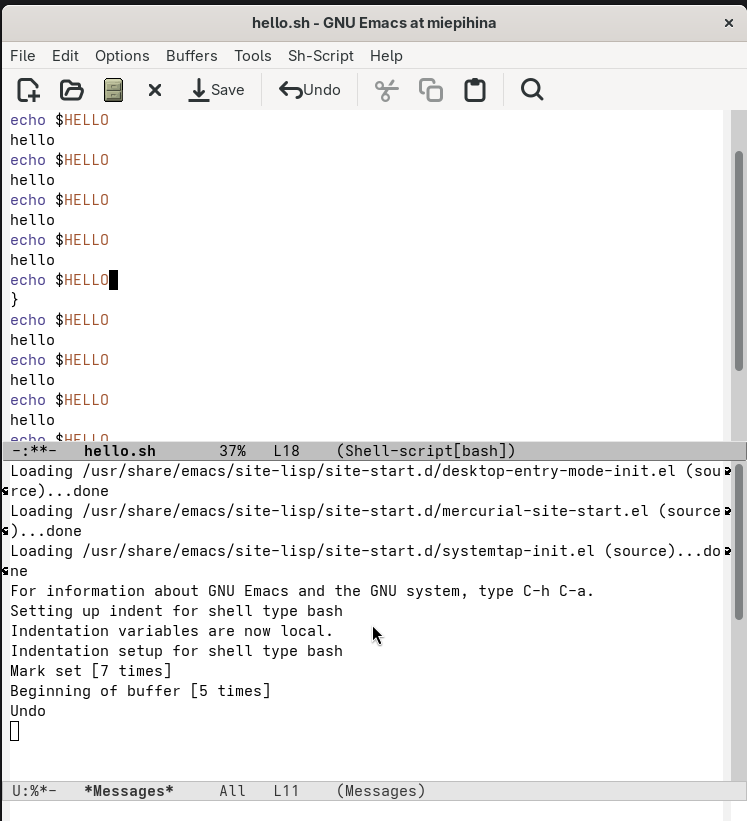 hello.sh - GNU Emacs at miepihina
File Edit Options Buffers Tools Sh-Script Help
Save Undo
echo $HELLO
hello
echo $HELLO
hello
echo $HELLO
hello
echo $HELLO
hello
echo $HELLO
}
echo $HELLO
hello
echo $HELLO
hello
echo $HELLO
hello
echo $HELLO
-:**-   hello.sh       37%   L18    (Shell-script[bash])
Loading /usr/share/emacs/site-lisp/site-start.d/desktop-entry-mode-init.el (sou
rce)...done
Loading /usr/share/emacs/site-lisp/site-start.d/mercurial-site-start.el (source
)...done
Loading /usr/share/emacs/site-lisp/site-start.d/systemtap-init.el (source)...do
ne
For information about GNU Emacs and the GNU system, type C-h C-a.
Setting up indent for shell type bash
Indentation variables are now local.
Indentation setup for shell type bash
Mark set [7 times]
Beginning of buffer [5 times]
Undo
U:%*-   *Messages*     All   L11    (Messages)